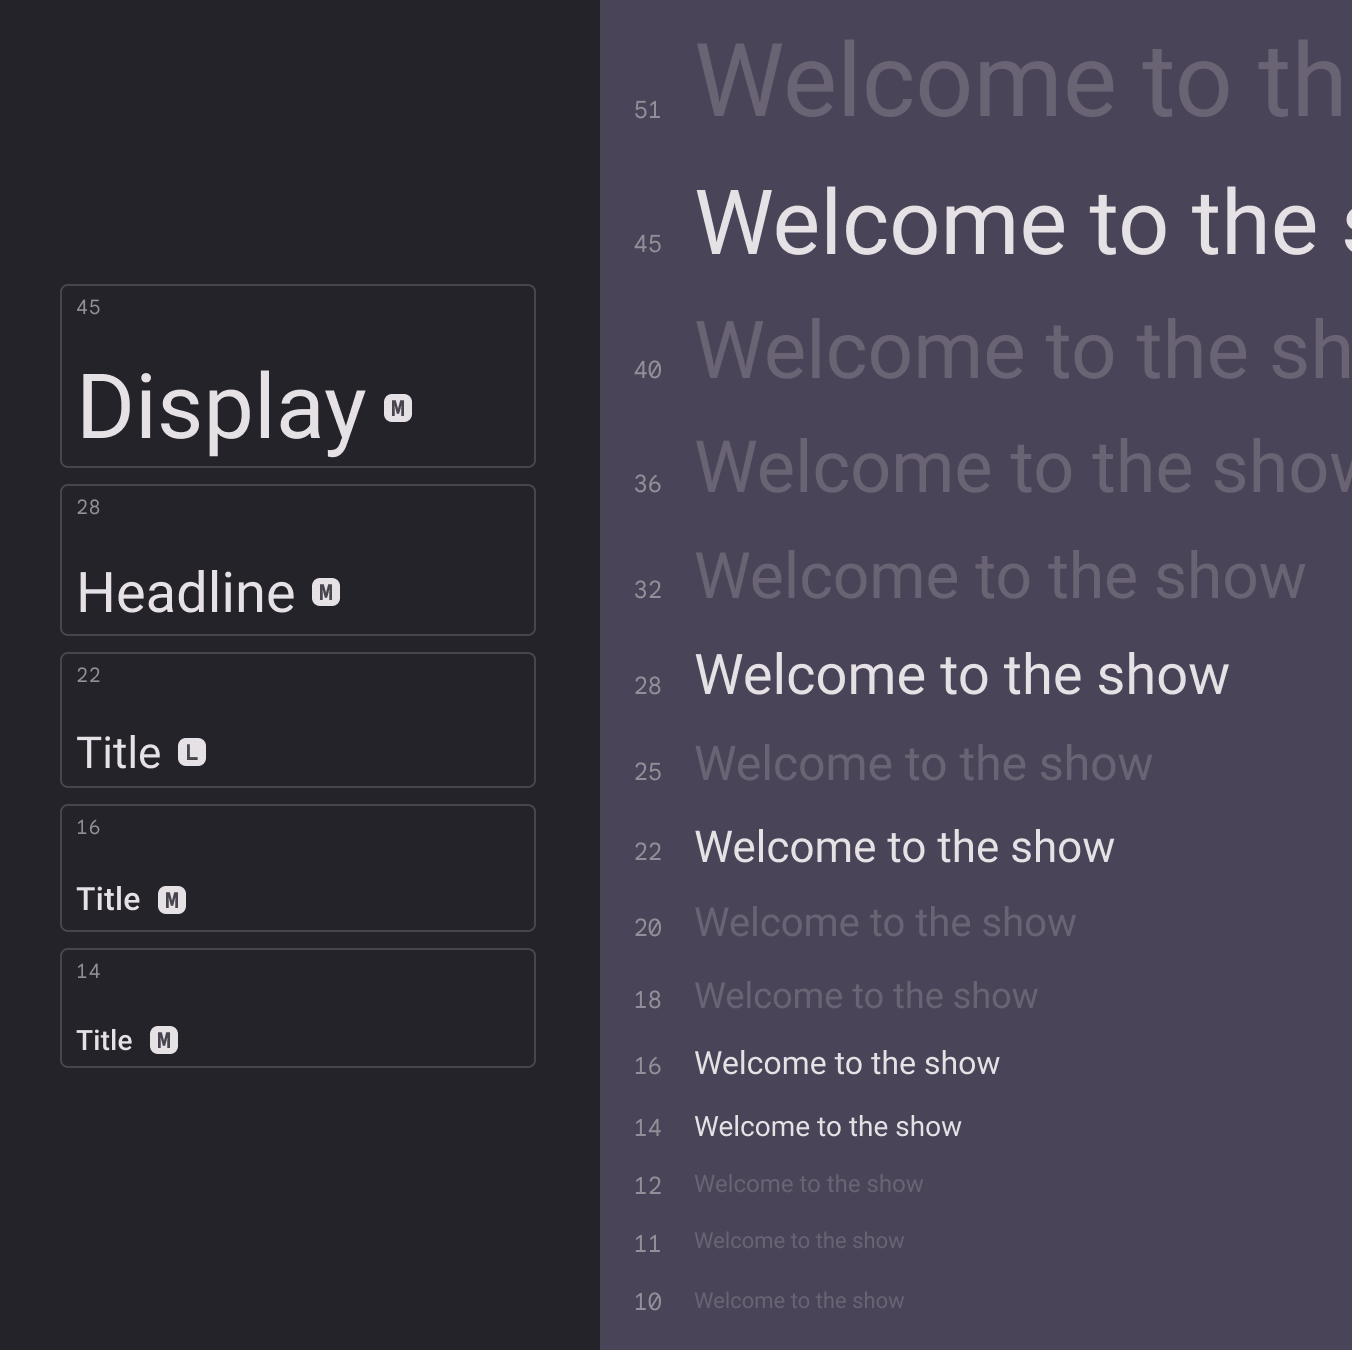 45
Display M
28
Headline M
22
Title L
16
Title M
14
Title M
51 Welcome to th
45 Welcome to the s
40 Welcome to the sh
36 Welcome to the show
32 Welcome to the show
28 Welcome to the show
25 Welcome to the show
22 Welcome to the show
20 Welcome to the show
18 Welcome to the show
16 Welcome to the show
14 Welcome to the show
12 Welcome to the show
11 Welcome to the show
10 Welcome to the show